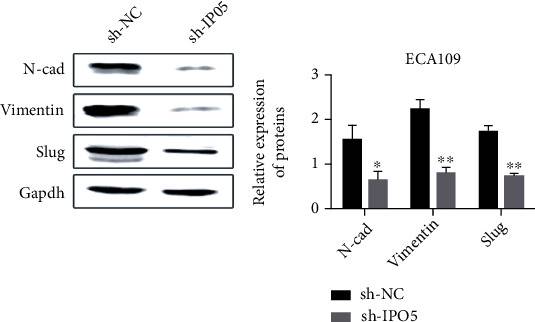 sh-NC
sh-IPO5
N-cad
Vimentin
Slug
Gapdh
ECA109
Relative expression
of proteins
3
2
1
0
*
**
**
N-cad
Vimentin
Slug
sh-NC
sh-IPO5